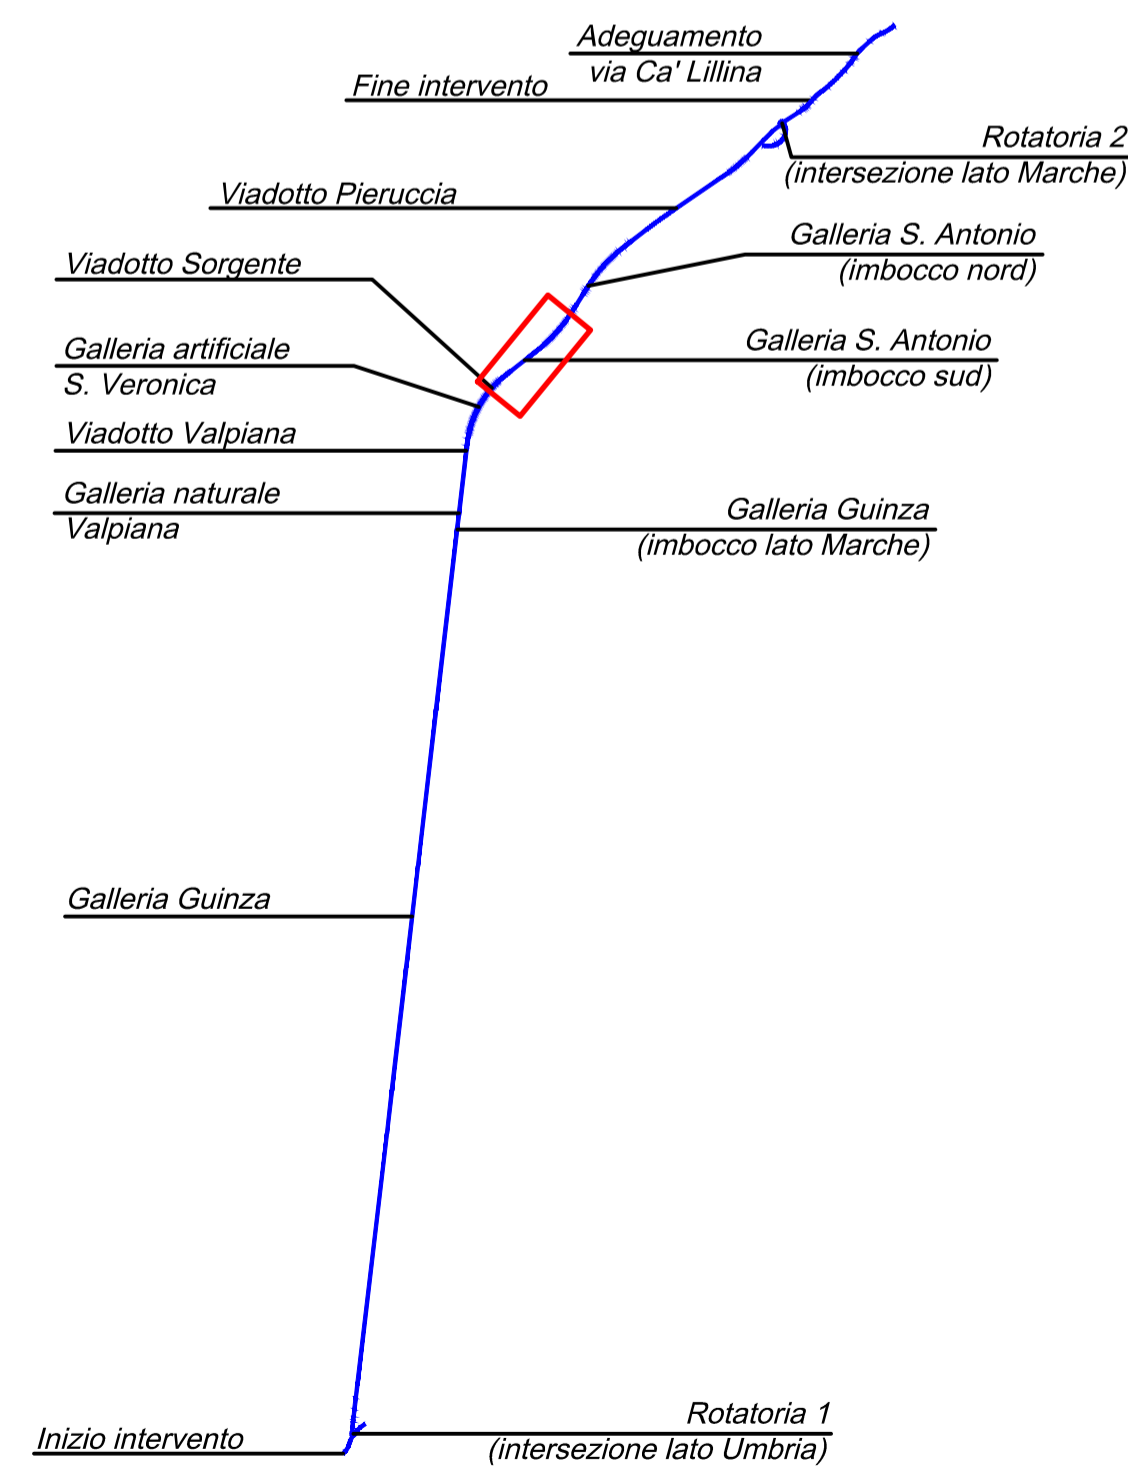 Adeguamento
via Ca' Lillina
Fine intervento
Rotatoria 2
(intersezione lato Marche)
Viadotto Pieruccia
Galleria S. Antonio
(imbocco nord)
Viadotto Sorgente
Galleria S. Antonio
(imbocco sud)
Galleria artificiale
S. Veronica
Viadotto Valpiana
Galleria naturale
Valpiana
Galleria Guinza
(imbocco lato Marche)
Galleria Guinza
Rotatoria 1
(intersezione lato Umbria)
Inizio intervento